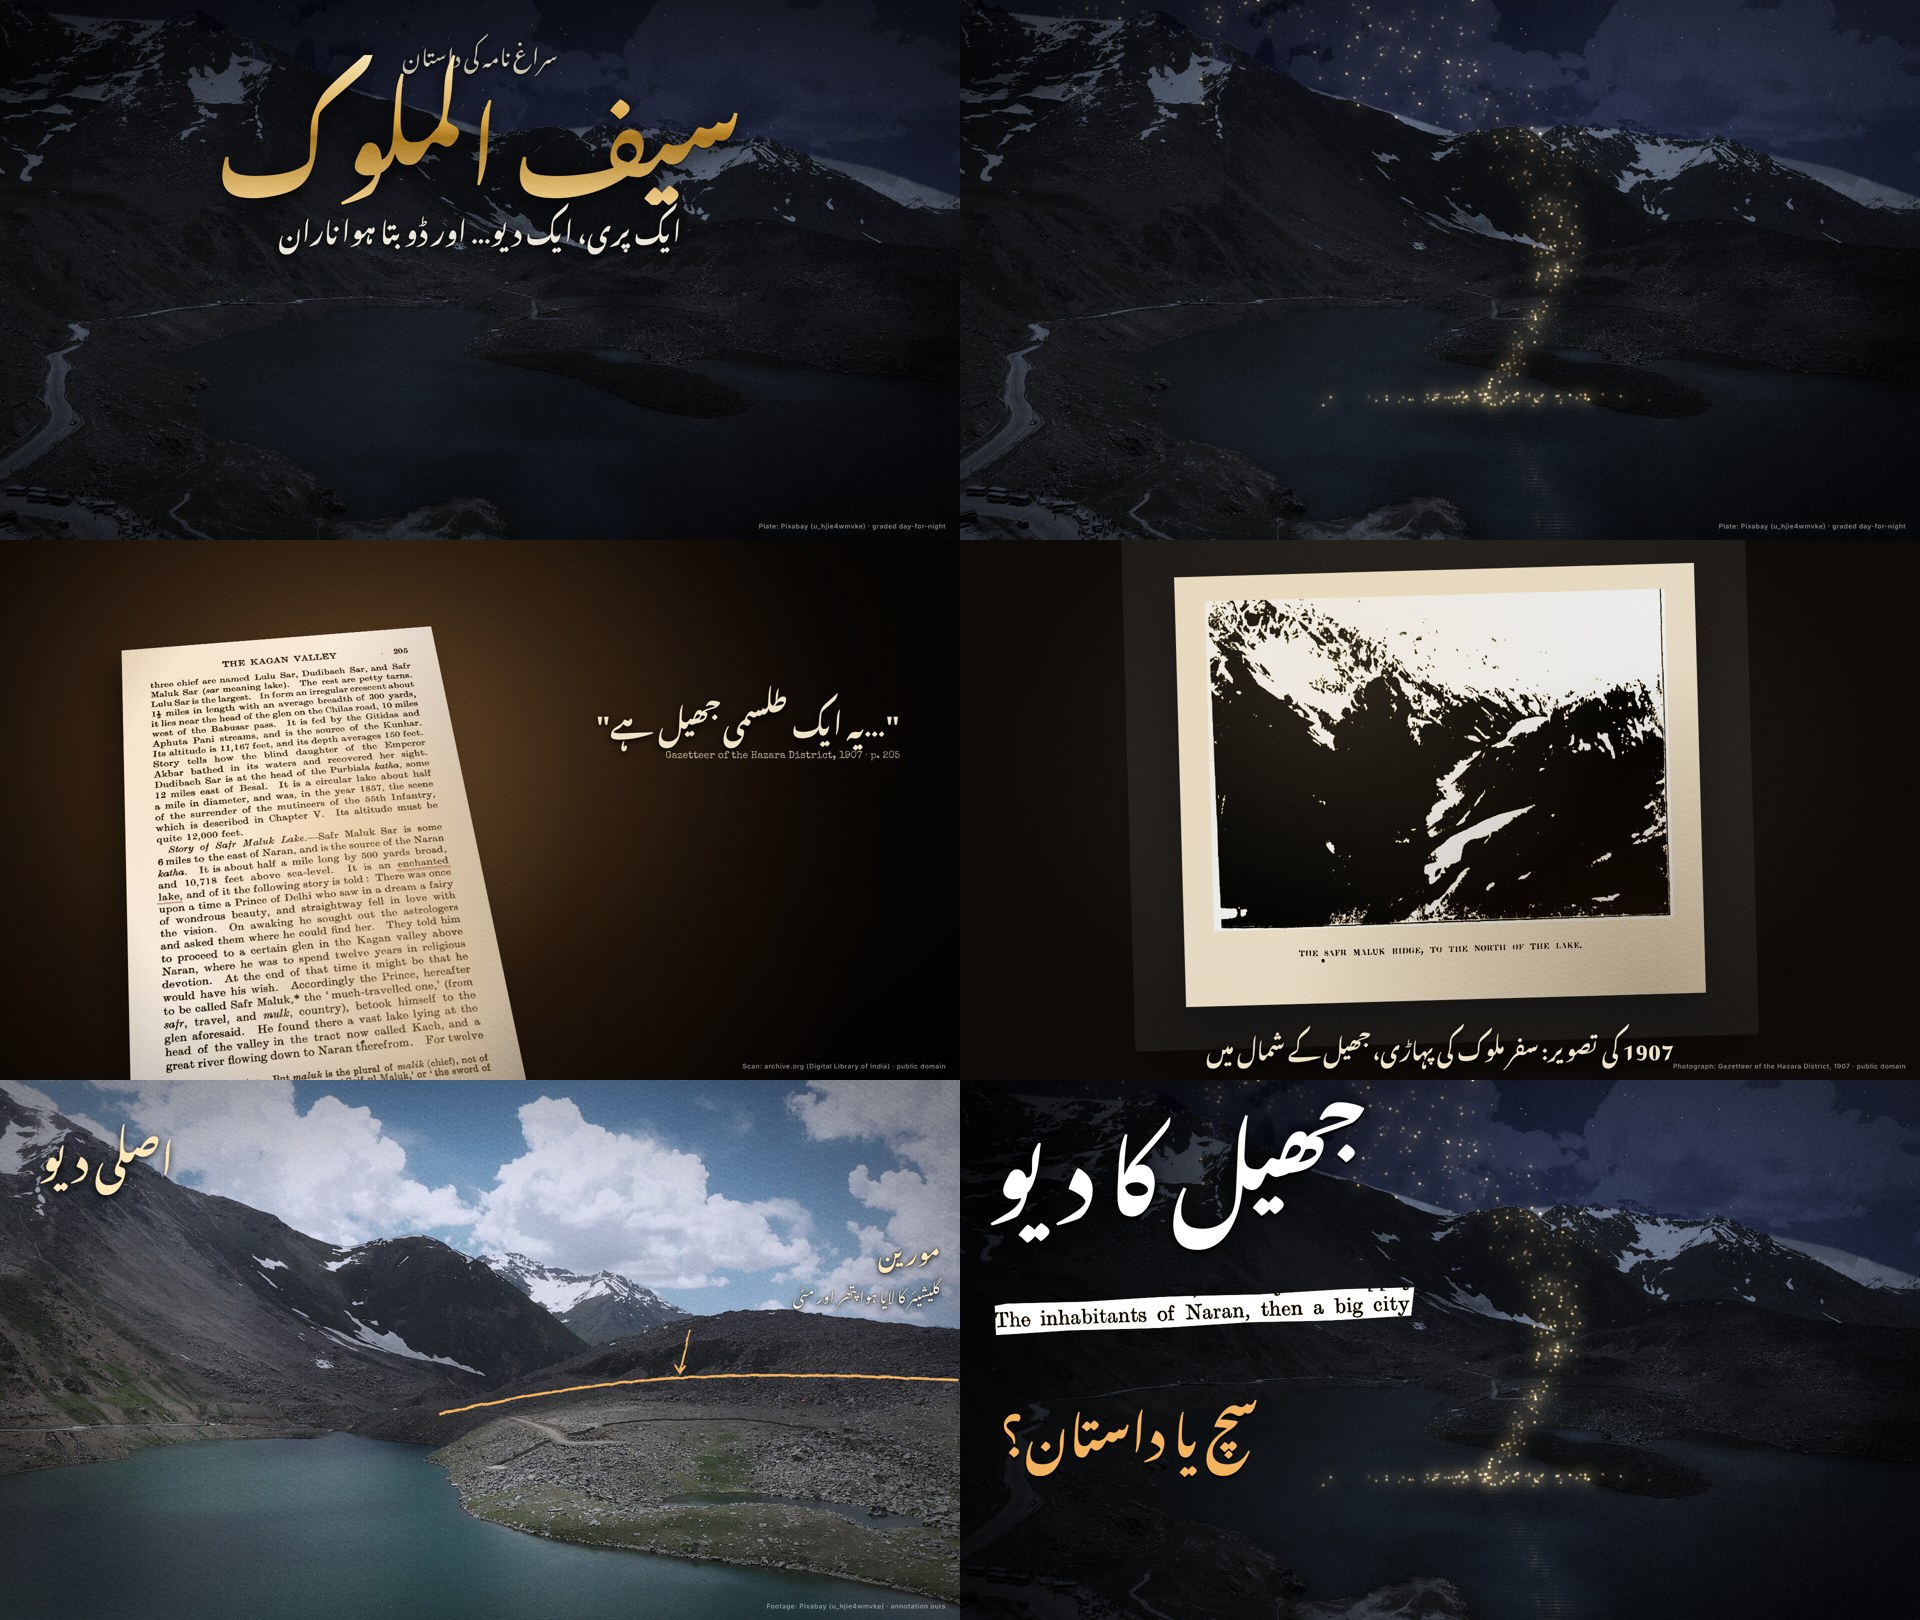 سراغ نامہ کی داستان
سیف الملوک
ایک پری، ایک دیو... اور ڈوبتا ہوا ناران
Plate: Pixabay (u_hjie4wmvke) · graded day-for-night
Plate: Pixabay (u_hjie4wmvke) · graded day-for-night
THE KAGAN VALLEY 205
three chief are named Lulu Sar, Dudibach Sar, and Safr
Maluk Sar (sar meaning lake). The rest are petty tarns.
Lulu Sar is the largest. In form an irregular crescent about
1½ miles in length with an average breadth of 300 yards,
it lies near the head of the glen on the Chilas road, 10 miles
west of the Babusar pass. It is fed by the Gitidas and
Aphuta Pani streams, and is the source of the Kunhar.
Its altitude is 11,167 feet, and its depth averages 150 feet.
Story tells how the blind daughter of the Emperor
Akbar bathed in its waters and recovered her sight.
Dudibach Sar is at the head of the Purbiala katha, some
12 miles east of Besal. It is a circular lake about half
a mile in diameter, and was, in the year 1857, the scene
of the surrender of the mutineers of the 55th Infantry,
which is described in Chapter V. Its altitude must be
quite 12,000 feet.
Story of Safr Maluk Lake.—Safr Maluk Sar is some
6 miles to the east of Naran, and is the source of the Naran
katha. It is about half a mile long by 500 yards broad,
and 10,718 feet above sea-level. It is an enchanted
lake, and of it the following story is told: There was once
upon a time a Prince of Delhi who saw in a dream a fairy
of wondrous beauty, and straightway fell in love with
the vision. On awaking he sought out the astrologers
and asked them where he could find her. They told him
to proceed to a certain glen in the Kagan valley above
Naran, where he was to spend twelve years in religious
devotion. At the end of that time it might be that he
would have his wish. Accordingly the Prince, hereafter
to be called Safr Maluk,* the 'much-travelled one,' (from
safr, travel, and mulk, country), betook himself to the
glen aforesaid. He found there a vast lake lying at the
head of the valley in the tract now called Kach, and a
great river flowing down to Naran therefrom. For twelve
But maluk is the plural of malik (chief), not of
Maluk,' or 'the sword of
"...یہ ایک طلسمی جھیل ہے"
Gazetteer of the Hazara District, 1907 · p. 205
Scan: archive.org (Digital Library of India) · public domain
THE SAFR MALUK RIDGE, TO THE NORTH OF THE LAKE.
1907 کی تصویر: سفر ملوک کی پہاڑی، جھیل کے شمال میں
Photograph: Gazetteer of the Hazara District, 1907 · public domain
اصلی دیو
مورین
گلیشیئر کا لایا ہوا پتھر اور مٹی
Footage: Pixabay (u_hjie4wmvke) · annotation ours
جھیل کا دیو
The inhabitants of Naran, then a big city
سچ یا داستان؟